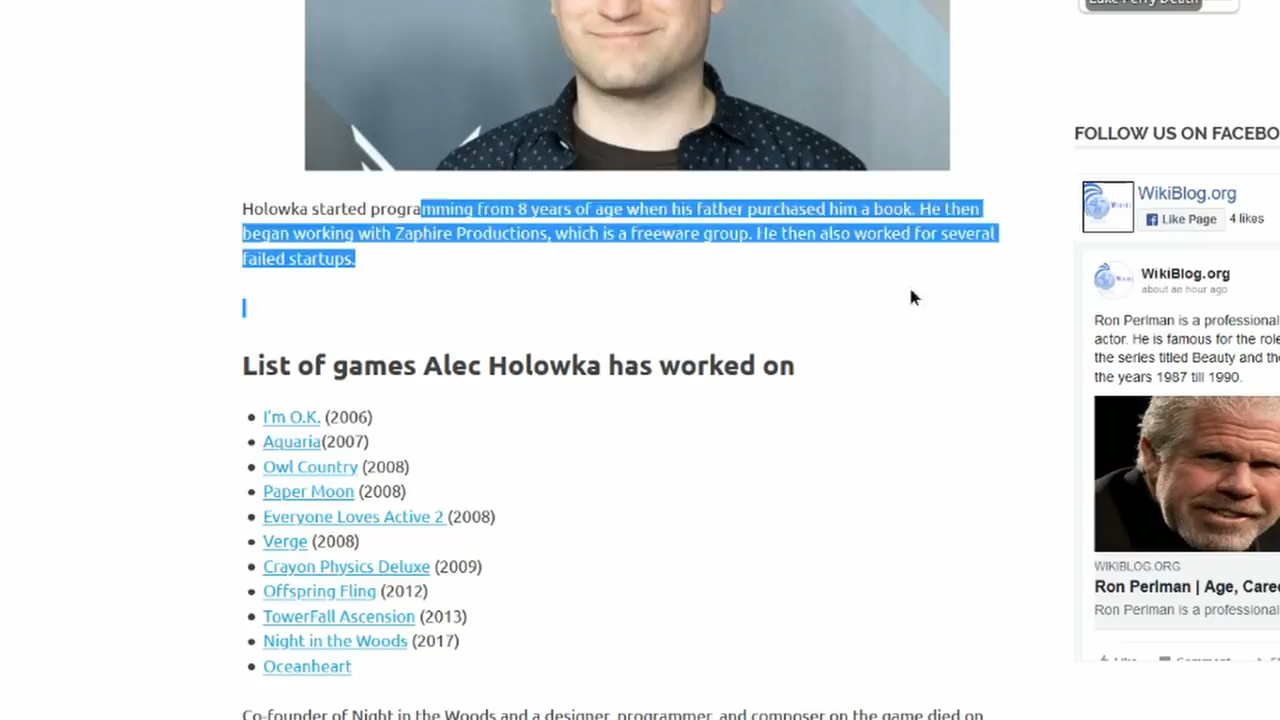 Luke Perry Death
Holowka started programming from 8 years of age when his father purchased him a book. He then
began working with Zaphire Productions, which is a freeware group. He then also worked for several
failed startups.
List of games Alec Holowka has worked on
I'm O.K. (2006)
Aquaria(2007)
Owl Country (2008)
Paper Moon (2008)
Everyone Loves Active 2 (2008)
Verge (2008)
Crayon Physics Deluxe (2009)
Offspring Fling (2012)
TowerFall Ascension (2013)
Night in the Woods (2017)
Oceanheart
Co-founder of Night in the Woods and a designer, programmer, and composer on the game died on
FOLLOW US ON FACEBO
WikiBlog.org
Like Page 4 likes
WikiBlog.org
about an hour ago
Ron Perlman is a professional
actor. He is famous for the role
the series titled Beauty and the
the years 1987 till 1990.
WIKIBLOG.ORG
Ron Perlman | Age, Caree
Ron Perlman is a professional
Like Comment